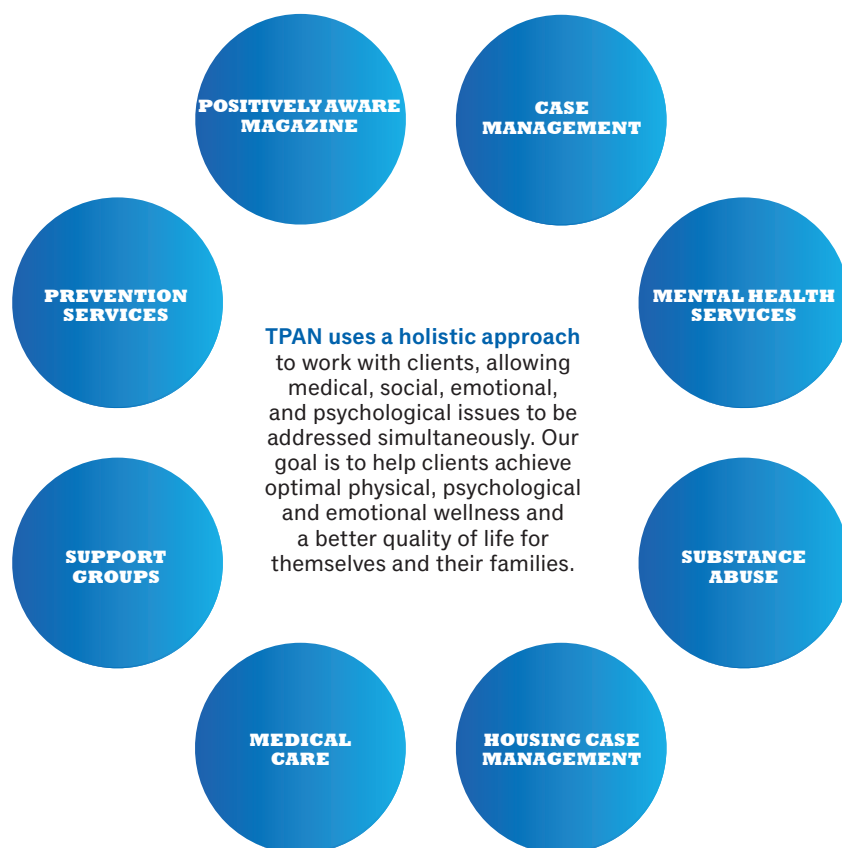 POSITIVELY AWARE
MAGAZINE
CASE
MANAGEMENT
PREVENTION
SERVICES
MENTAL HEALTH
SERVICES
TPAN uses a holistic approach
to work with clients, allowing
medical, social, emotional,
and psychological issues to be
addressed simultaneously. Our
goal is to help clients achieve
optimal physical, psychological
and emotional wellness and
a better quality of life for
themselves and their families.
SUPPORT
GROUPS
SUBSTANCE
ABUSE
MEDICAL
CARE
HOUSING CASE
MANAGEMENT